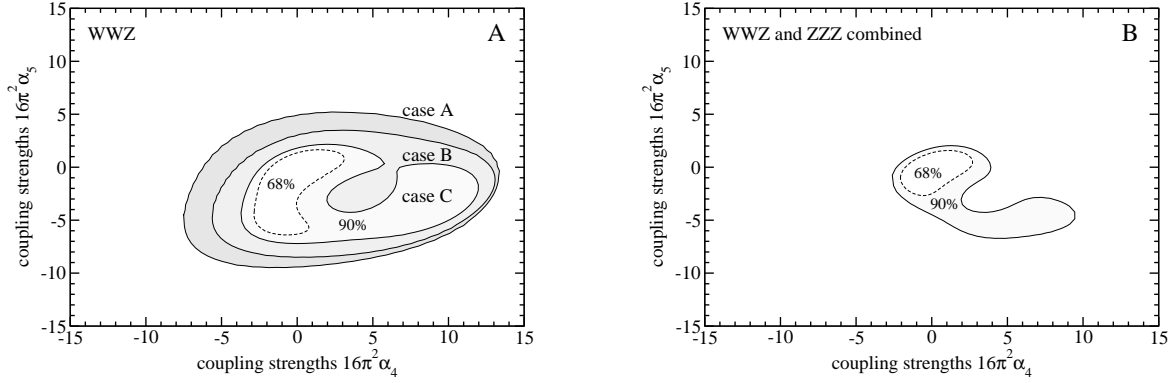 WWZ
A
case A
case B
case C
68%
90%
15
10
5
0
-5
-10
-15
-15
-10
-5
0
5
10
15
coupling strengths 16π²α₅
coupling strengths 16π²α₄
WWZ and ZZZ combined
B
68%
90%
15
10
5
0
-5
-10
-15
-15
-10
-5
0
5
10
15
coupling strengths 16π²α₅
coupling strengths 16π²α₄